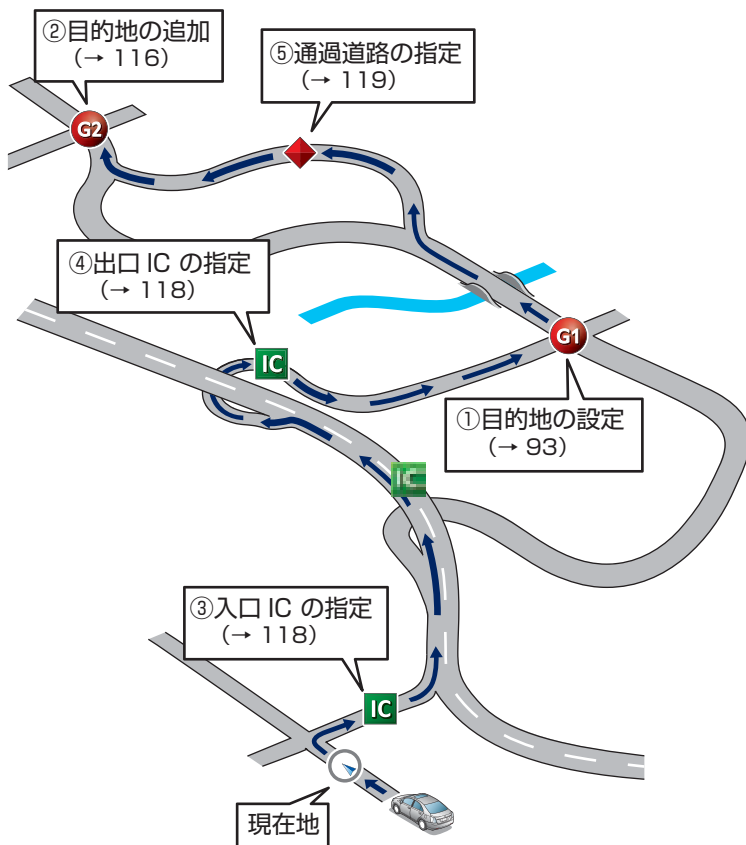 ②目的地の追加
（→ 116）
⑤通過道路の指定
（→ 119）
G2
④出口 IC の指定
（→ 118）
IC
G1
①目的地の設定
（→ 93）
IC
③入口 IC の指定
（→ 118）
IC
現在地